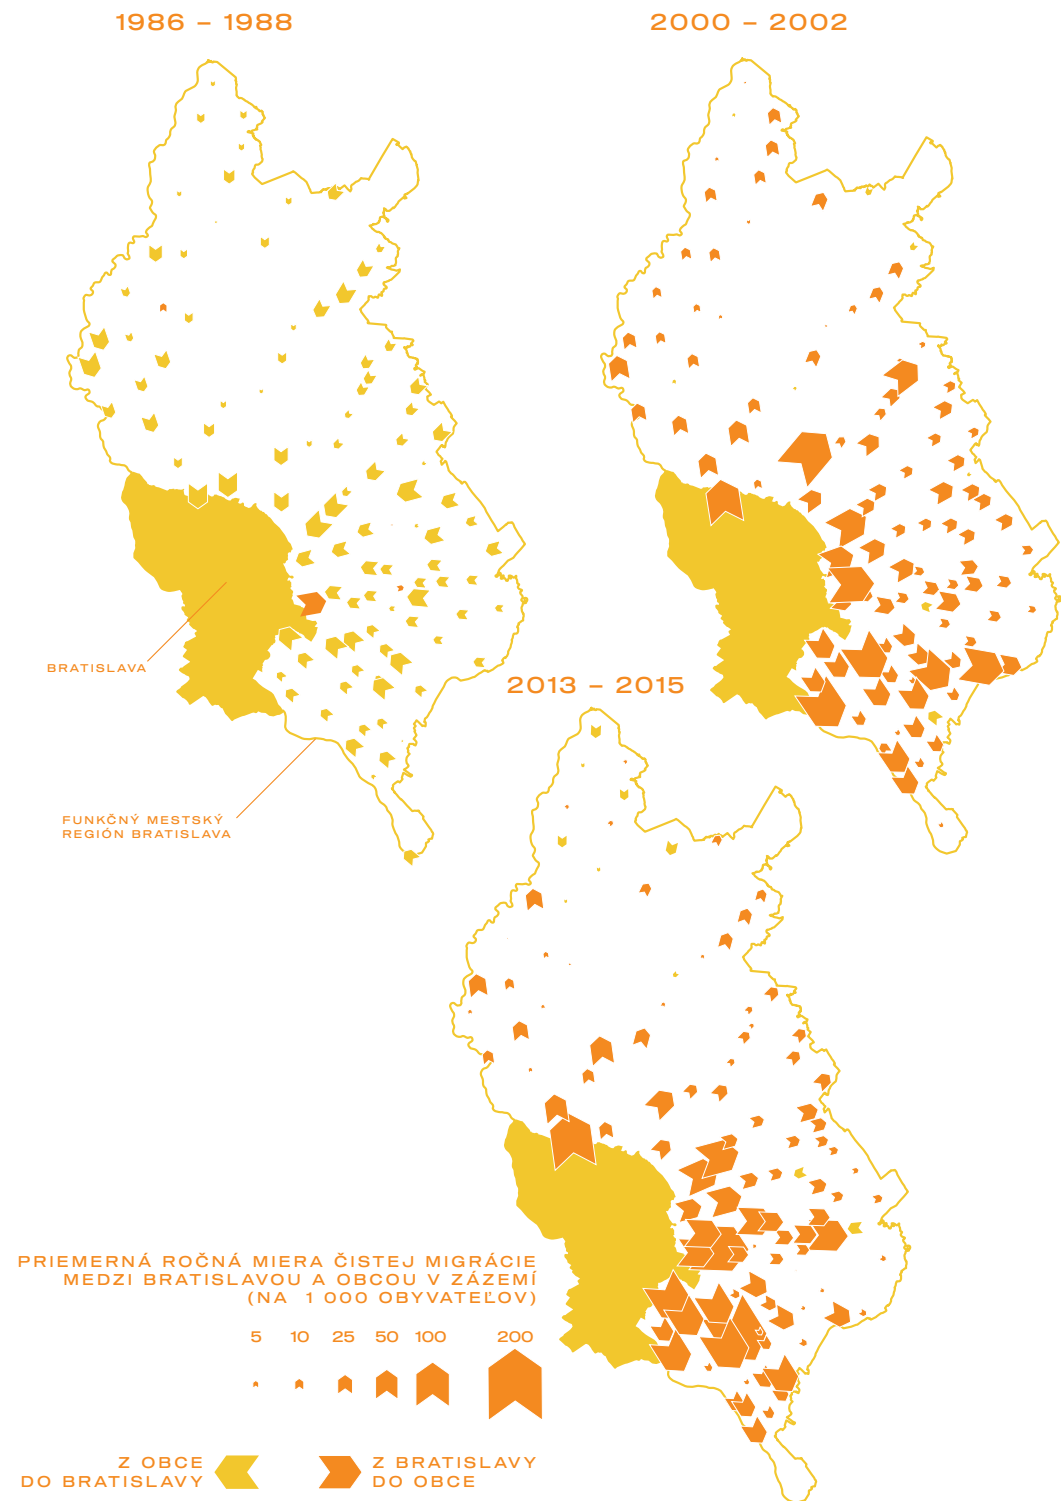 1986 – 1988
2000 – 2002
BRATISLAVA
2013 – 2015
FUNKČNÝ MESTSKÝ
REGIÓN BRATISLAVA
PRIEMERNÁ ROČNÁ MIERA ČISTEJ MIGRÁCIE
MEDZI BRATISLAVOU A OBCOU V ZÁZEMÍ
(NA 1 000 OBYVATEĽOV)
5 10 25 50 100 200
Z OBCE
DO BRATISLAVY
Z BRATISLAVY
DO OBCE